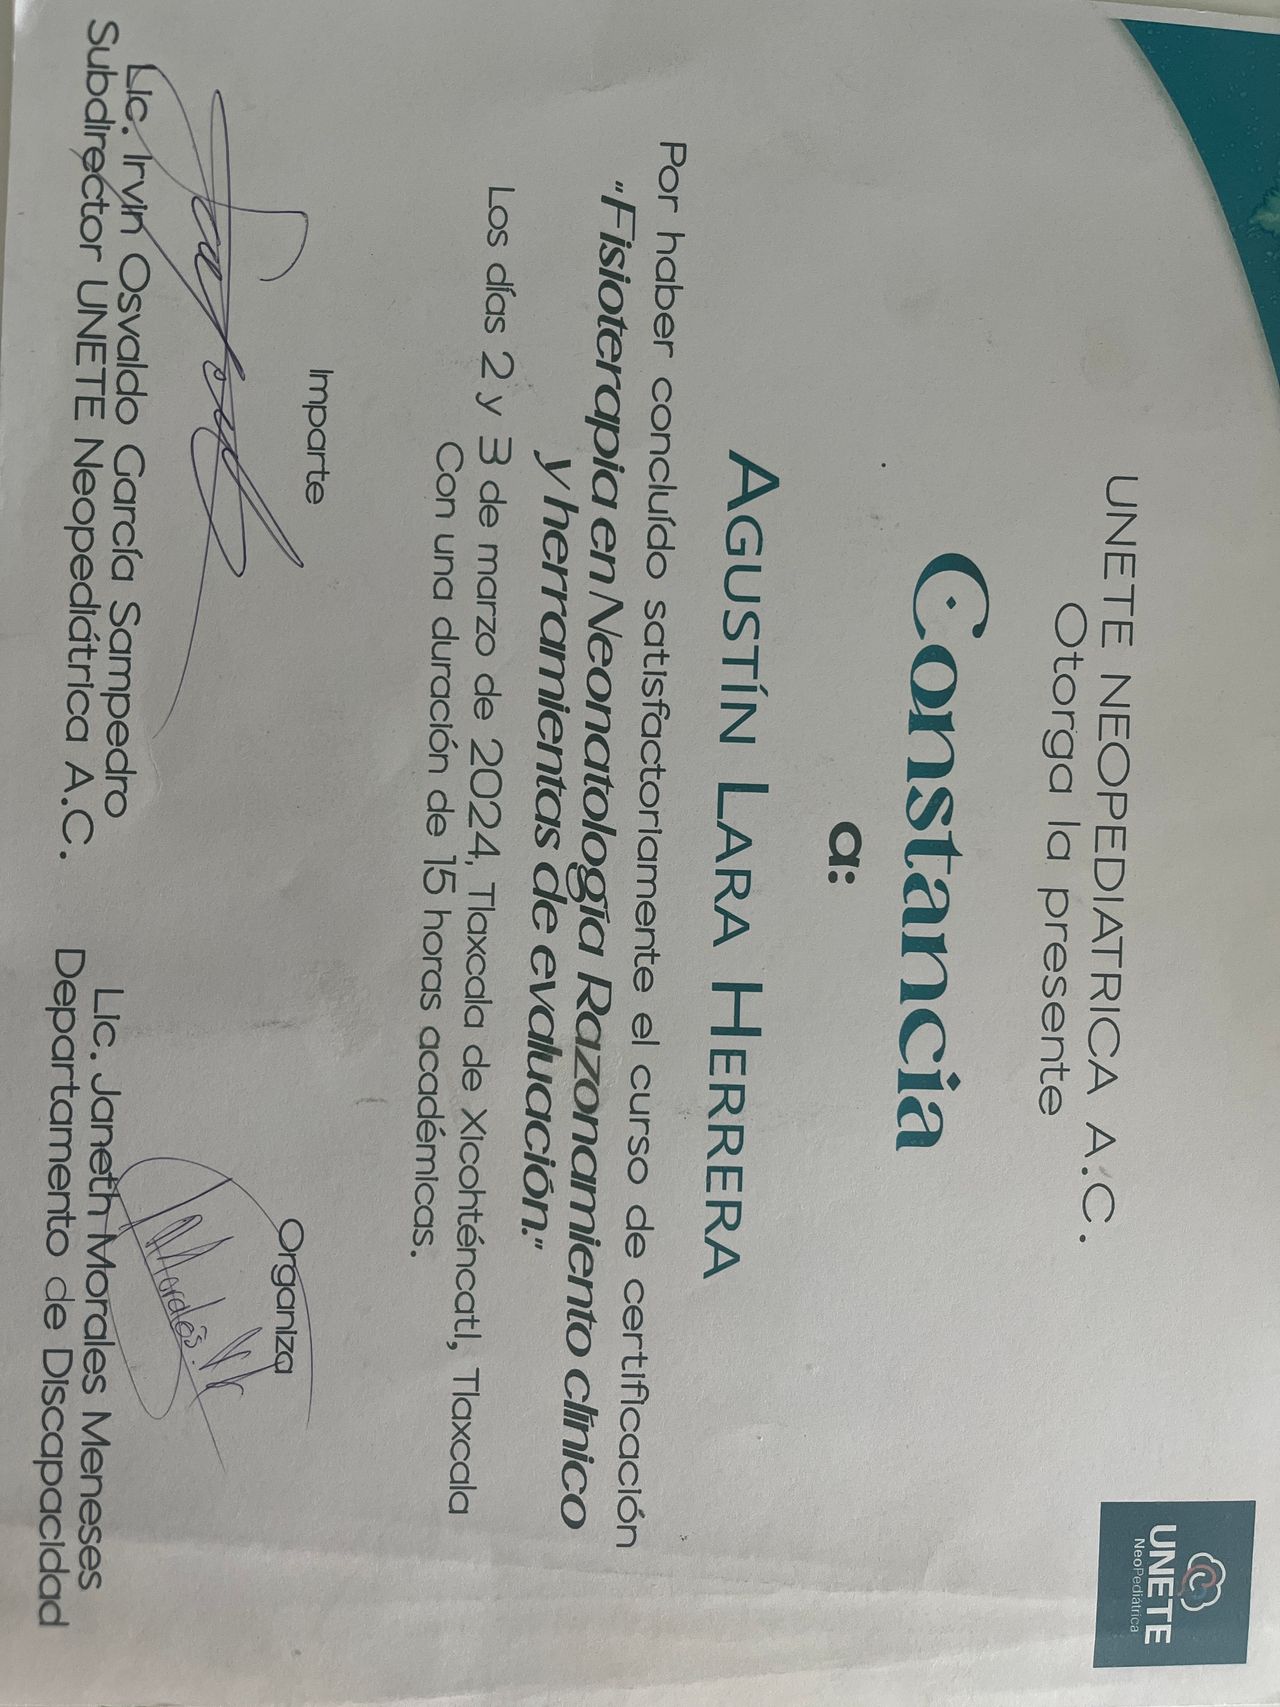 UNETE
NeoPediatrica
UNETE NEOPEDIATRICA A.C.
Otorga la presente
Constancia
a:
AGUSTÍN LARA HERRERA
Por haber concluído satisfactoriamente el curso de certificación
"Fisioterapia en Neonatología Razonamiento clínico
y herramientas de evaluación."
Los días 2 y 3 de marzo de 2024, Tlaxcala de Xicohténcatl, Tlaxcala
Con una duración de 15 horas académicas.
Imparte
Lic. Irvin Osvaldo García Sampedro
Subdirector UNETE Neopediátrica A.C.
Organiza
Lic. Janeth Morales Meneses
Departamento de Discapacidad